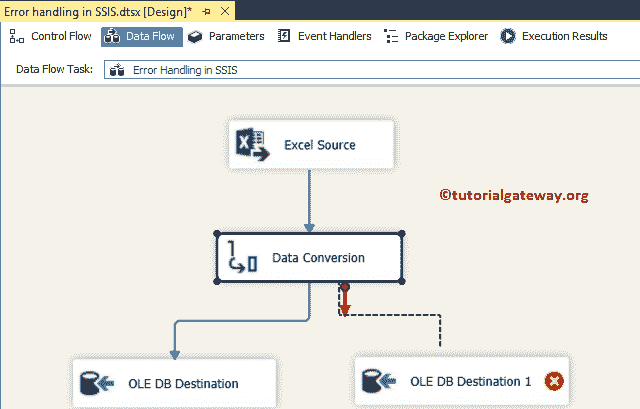 Error handling in SSIS.dtsx [Design]*
Control Flow Data Flow Parameters Event Handlers Package Explorer Execution Results
Data Flow Task: Error Handling in SSIS
Excel Source
©tutorialgateway.org
Data Conversion
OLE DB Destination
OLE DB Destination 1